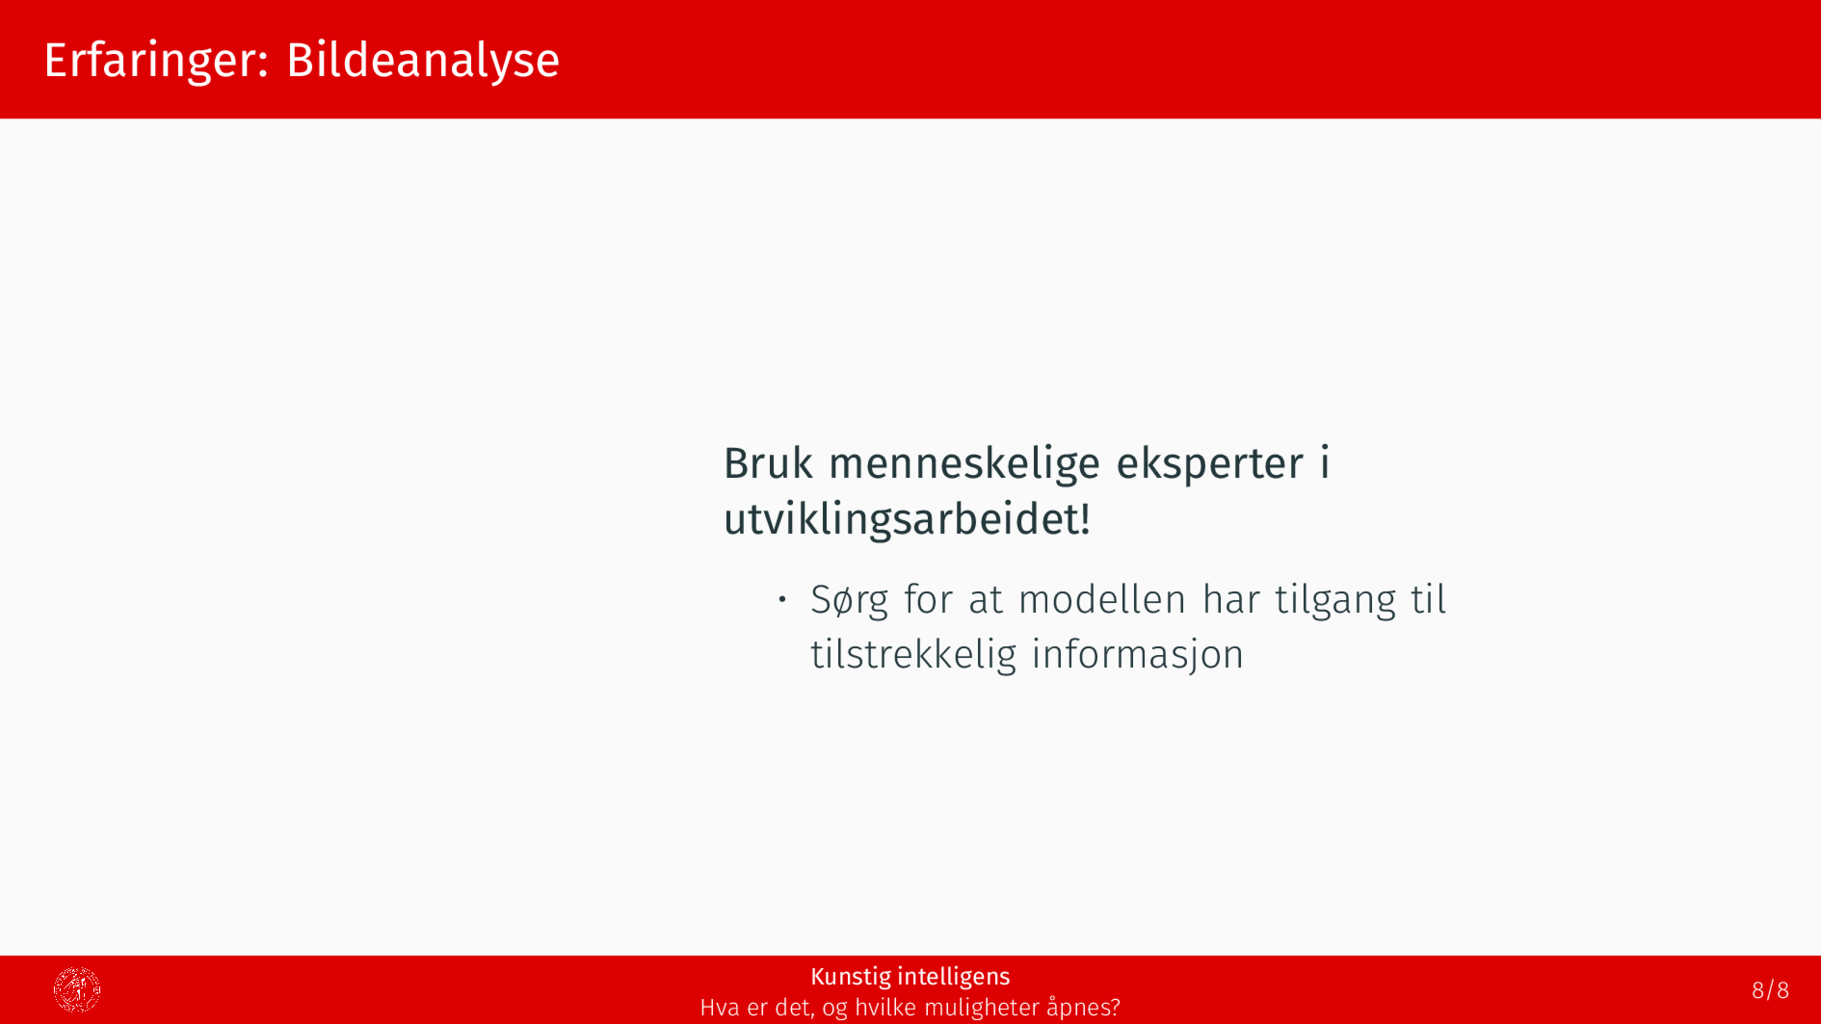 Erfaringer: Bildeanalyse
Bruk menneskelige eksperter i
utviklingsarbeidet!
• Sørg for at modellen har tilgang til
tilstrekkelig informasjon
Kunstig intelligens
Hva er det, og hvilke muligheter åpnes?
8/8